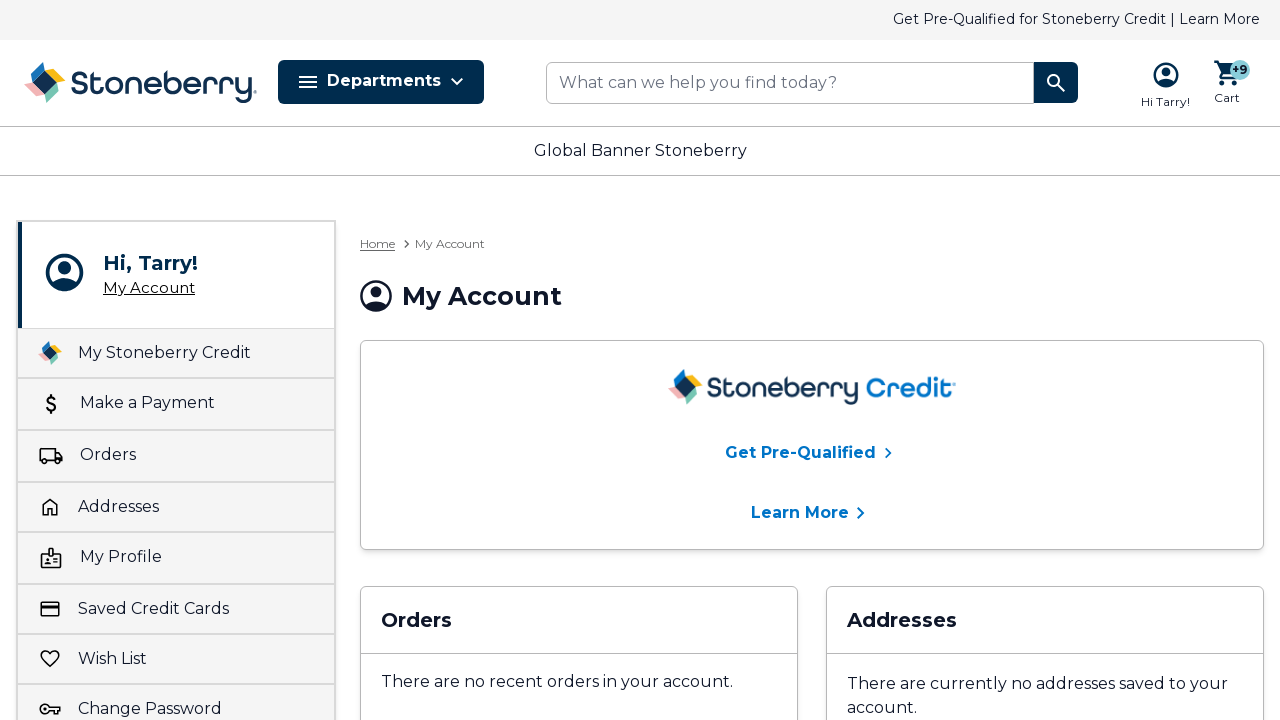 Get Pre-Qualified for Stoneberry Credit | Learn More
Stoneberry
Departments
What can we help you find today?
Hi Tarry!
+9
Cart
Global Banner Stoneberry
Hi, Tarry!
My Account
My Stoneberry Credit
Make a Payment
Orders
Addresses
My Profile
Saved Credit Cards
Wish List
Change Password
Home > My Account
My Account
Stoneberry Credit
Get Pre-Qualified
Learn More
Orders
There are no recent orders in your account.
Addresses
There are currently no addresses saved to your
account.